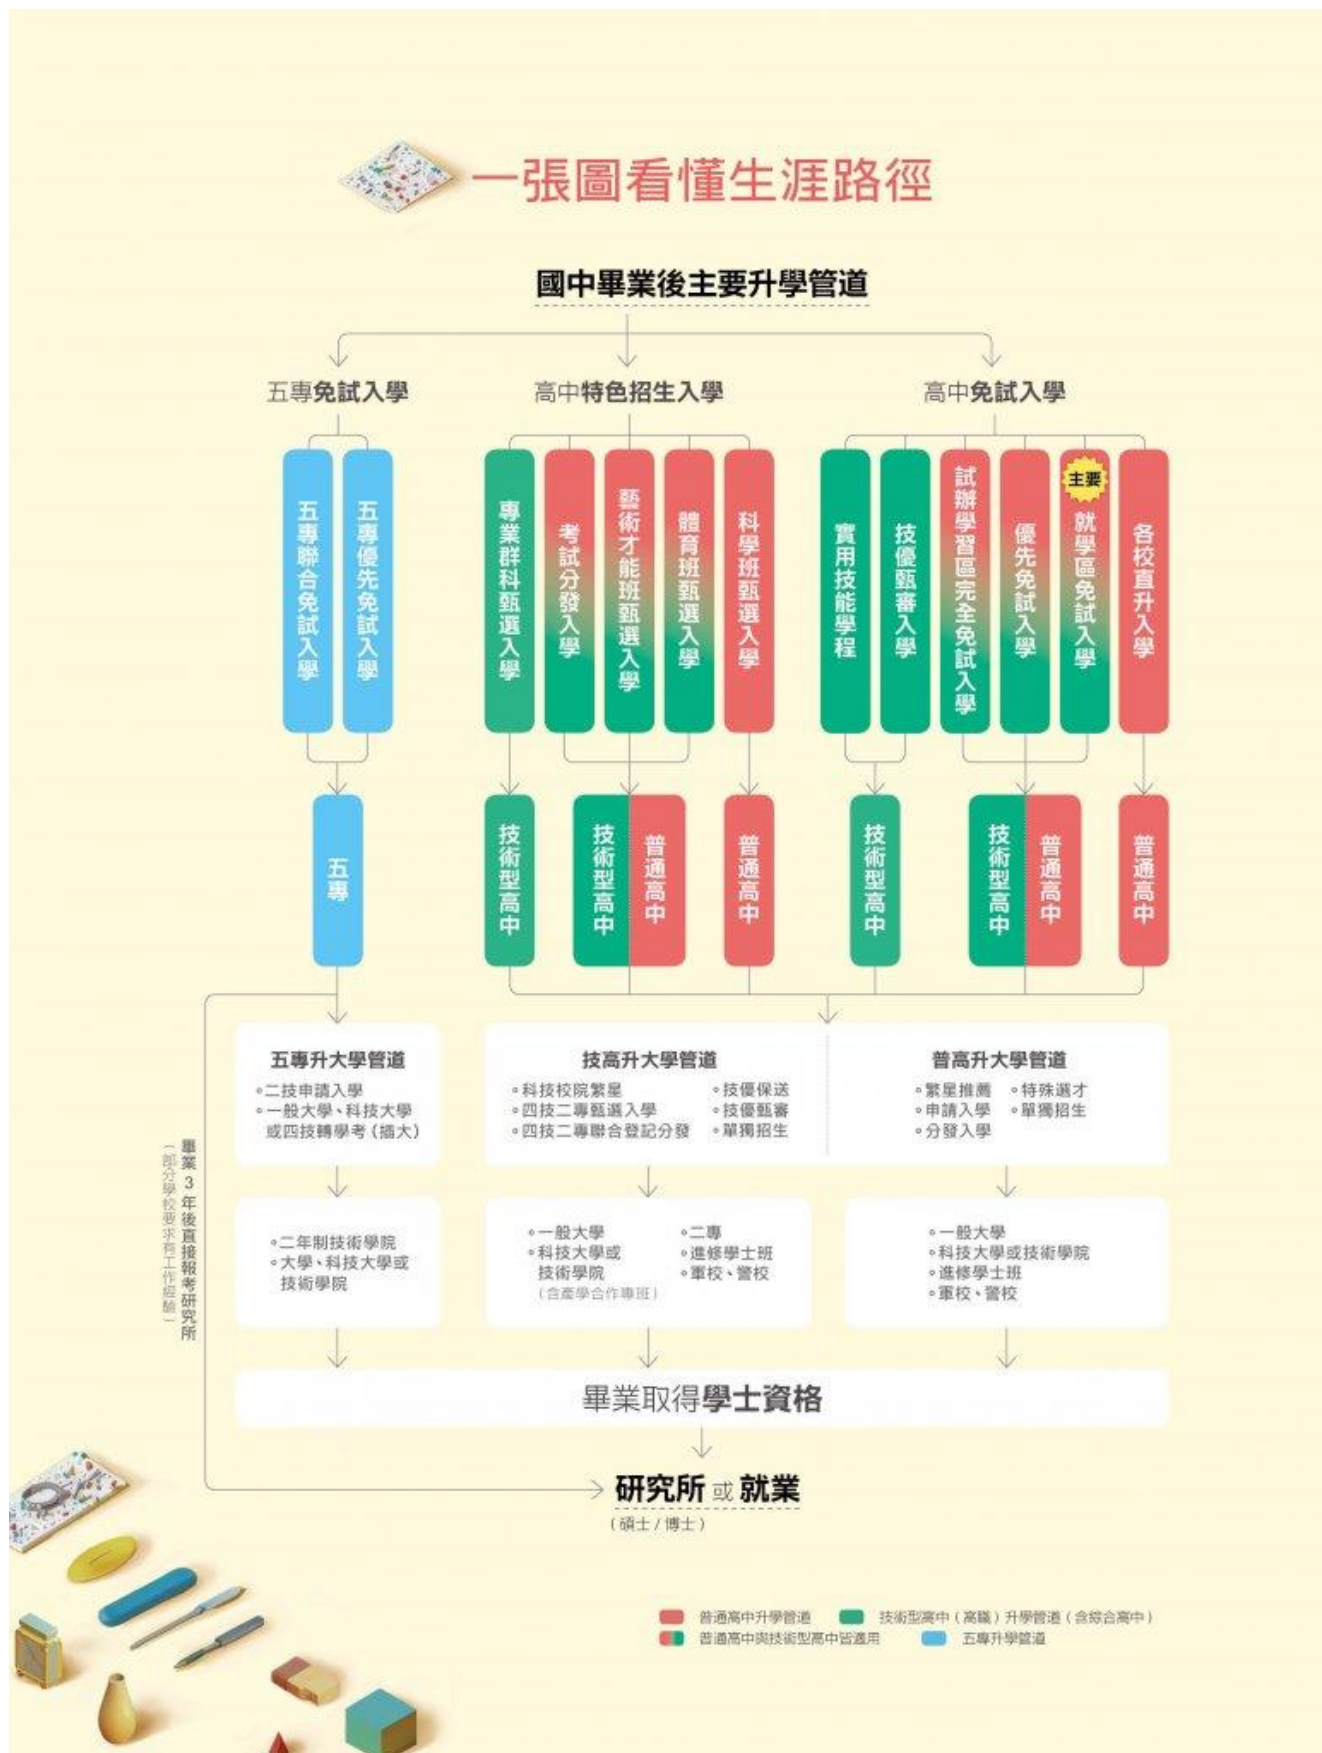 一張圖看懂生涯路徑
國中畢業後主要升學管道
五專免試入學
高中特色招生入學
高中免試入學
五專聯合免試入學
五專優先免試入學
專業群科甄選入學
考試分發入學
藝術才能班甄選入學
體育班甄選入學
科學班甄選入學
實用技能學程
技優甄審入學
試辦學習區完全免試入學
優先免試入學
主要
就學區免試入學
各校直升入學
五專
技術型高中
技術型高中
普通高中
普通高中
技術型高中
技術型高中
普通高中
普通高中
五專升大學管道
◦二技申請入學
◦一般大學、科技大學
或四技轉學考(插大)
技高升大學管道
◦科技校院繁星
◦四技二專甄選入學
◦四技二專聯合登記分發
◦技優保送
◦技優甄審
◦單獨招生
普高升大學管道
◦繁星推薦
◦申請入學
◦分發入學
◦特殊選才
◦單獨招生
畢業3年後直接報考研究所
(部分學校要求有工作經驗)
◦二年制技術學院
◦大學、科技大學或
技術學院
◦一般大學
◦科技大學或
技術學院
(含產學合作專班)
◦二專
◦進修學士班
◦軍校、警校
◦一般大學
◦科技大學或技術學院
◦進修學士班
◦軍校、警校
畢業取得學士資格
研究所或就業
(碩士/博士)
普通高中升學管道
技術型高中(高職)升學管道(含綜合高中)
普通高中與技術型高中皆適用
五專升學管道